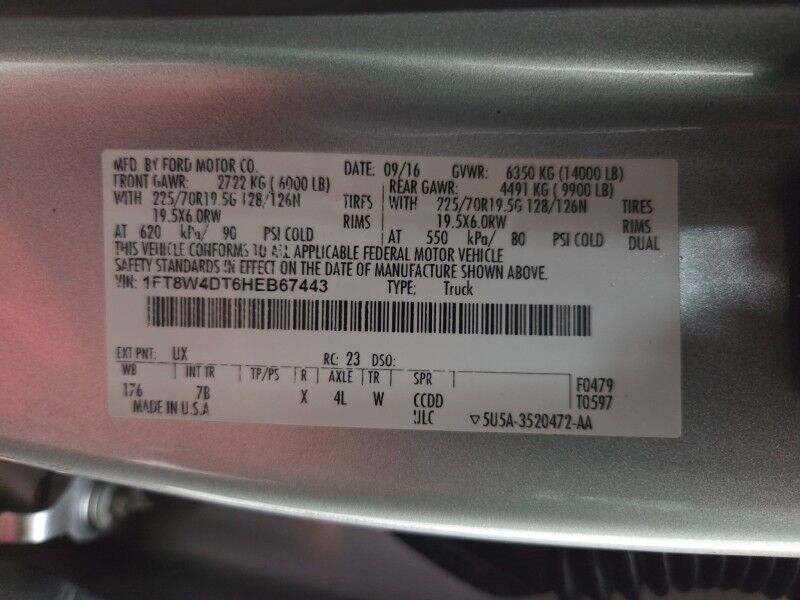 MFD. BY FORD MOTOR CO. DATE: 09/16 GVWR: 6350 KG (14000 LB)
FRONT GAWR: 2722 KG (6000 LB) REAR GAWR: 4491 KG (9900 LB)
WITH 225/70R19.5G 128/126N TIRES WITH 225/70R19.5G 128/126N TIRES
19.5X6.0RW RIMS 19.5X6.0RW RIMS
AT 620 kPa/ 90 PSI COLD AT 550 kPa/ 80 PSI COLD DUAL
THIS VEHICLE CONFORMS TO ALL APPLICABLE FEDERAL MOTOR VEHICLE
SAFETY STANDARDS IN EFFECT ON THE DATE OF MANUFACTURE SHOWN ABOVE.
VIN: 1FT8W4DT6HEB67443 TYPE: Truck
EXT PNT: UX RC: 23 DSO:
WB INT TR TP/PS R AXLE TR SPR F0479
176 7B X 4L W CCDD T0597
MADE IN U.S.A ULC ▽5U5A-3520472-AA